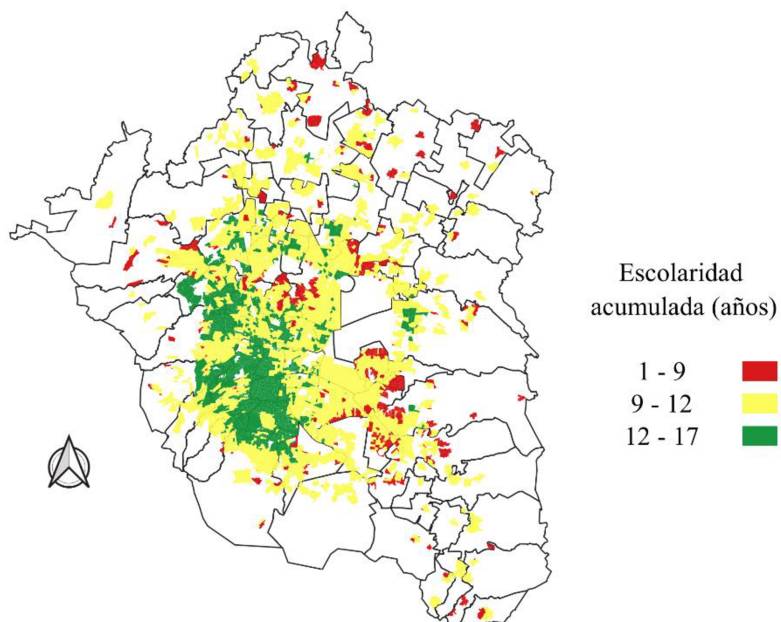 Escolaridad
acumulada (años)
1 - 9
9 - 12
12 - 17